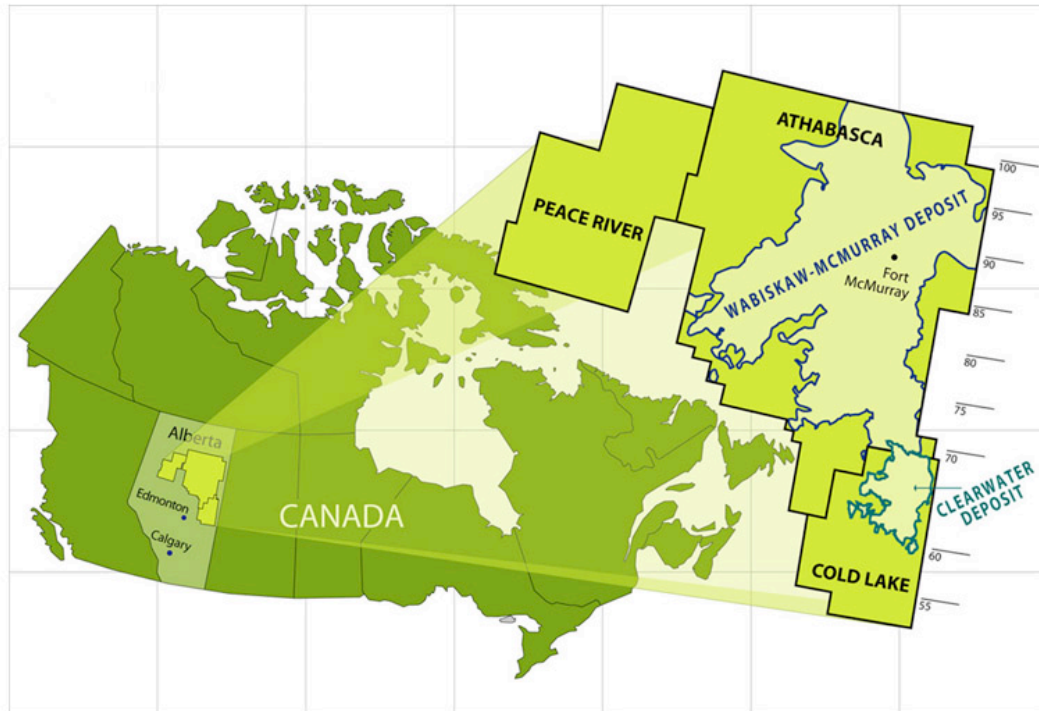 ATHABASCA
100
PEACE RIVER
95
WABISKAW-MCMURRAY DEPOSIT
90
Fort
McMurray
85
80
75
Alberta
70
CLEARWATER
DEPOSIT
Edmonton
CANADA
Calgary
60
COLD LAKE
55